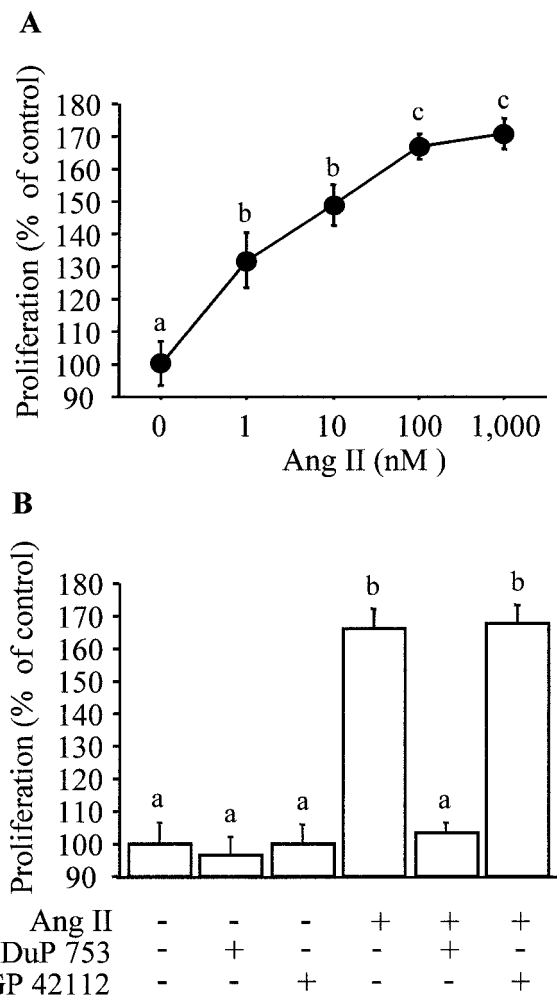 A
Proliferation (% of control)
180
170
160
150
140
130
120
110
100
90
a
b
b
c
c
0 1 10 100 1,000
Ang II (nM )
B
Proliferation (% of control)
180
170
160
150
140
130
120
110
100
90
a a a b a b
Ang II - - - + + +
DuP 753 - + - - + -
GP 42112 - - + - - +